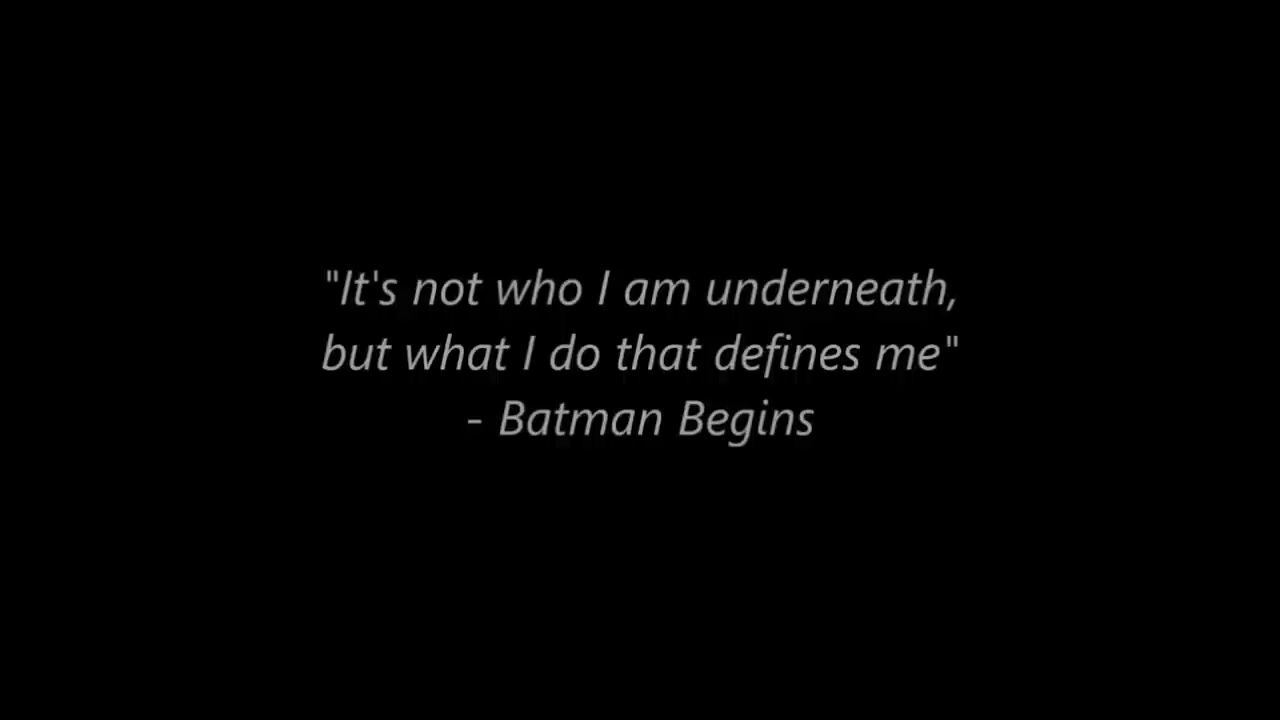 "It's not who I am underneath,
but what I do that defines me"
- Batman Begins